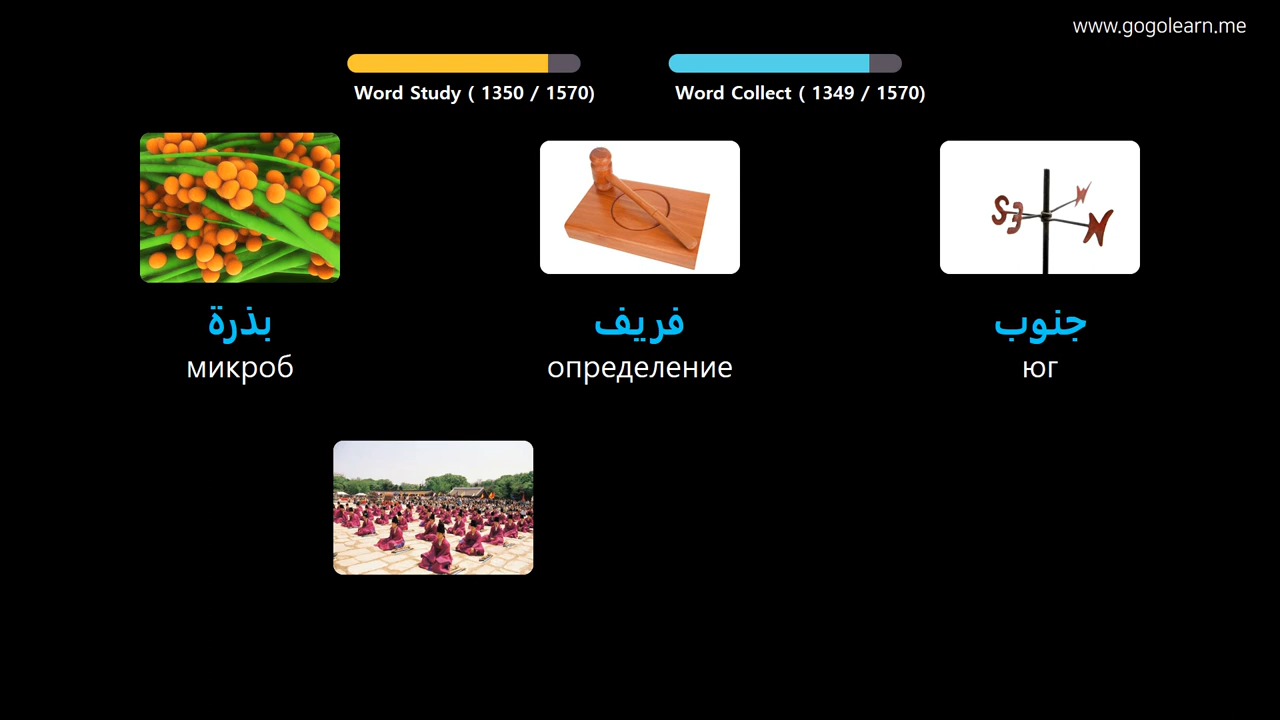 www.gogolearn.me
Word Study ( 1350 / 1570)
Word Collect ( 1349 / 1570)
بذرة
микроб
فريف
определение
جنوب
юг